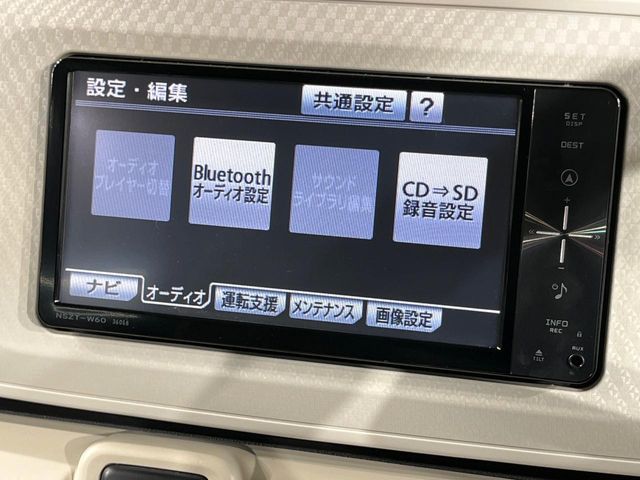 設定・編集
共通設定
?
オーディオ
プレイヤー切替
Bluetooth
オーディオ設定
サウンド
ライブラリ編集
CD⇒SD
録音設定
ナビ
オーディオ
運転支援
メンテナンス
画像設定
NSZT-W60
SET
DISP
DEST
+
−
INFO
REC
TILT
AUX